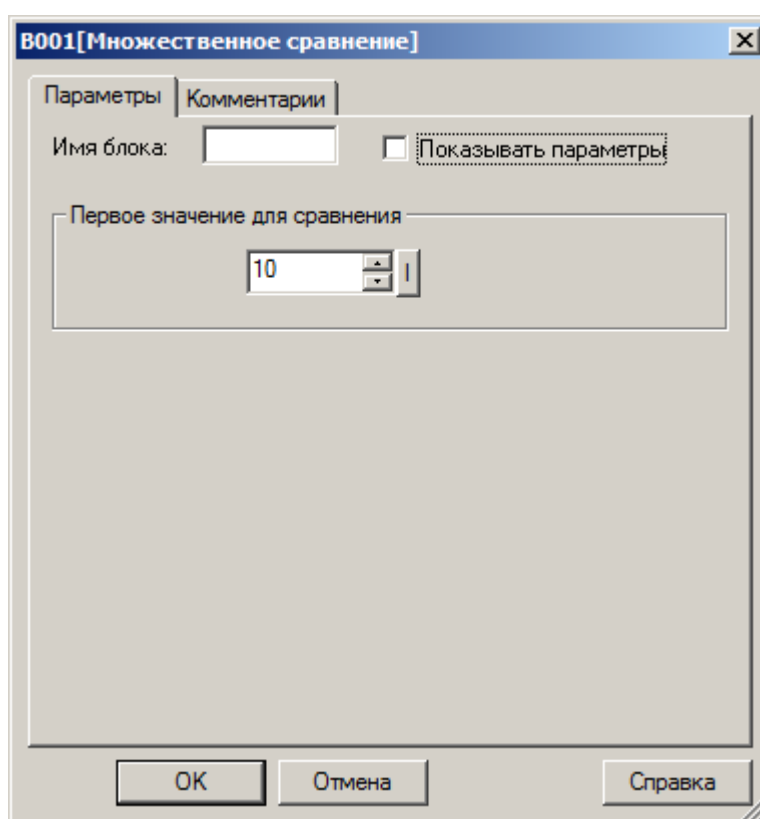 B001[Множественное сравнение]
Параметры Комментарии
Имя блока: Показывать параметры
Первое значение для сравнения
10 I
OK Отмена Справка